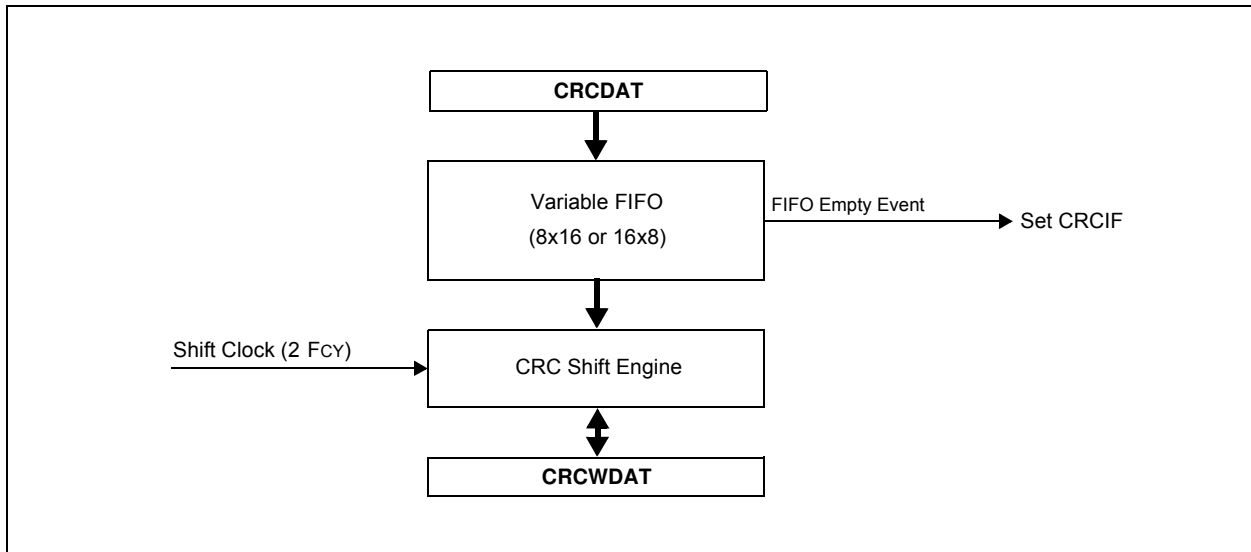 CRCDAT
Variable FIFO
(8x16 or 16x8)
FIFO Empty Event
Set CRCIF
Shift Clock (2 FCY)
CRC Shift Engine
CRCWDAT